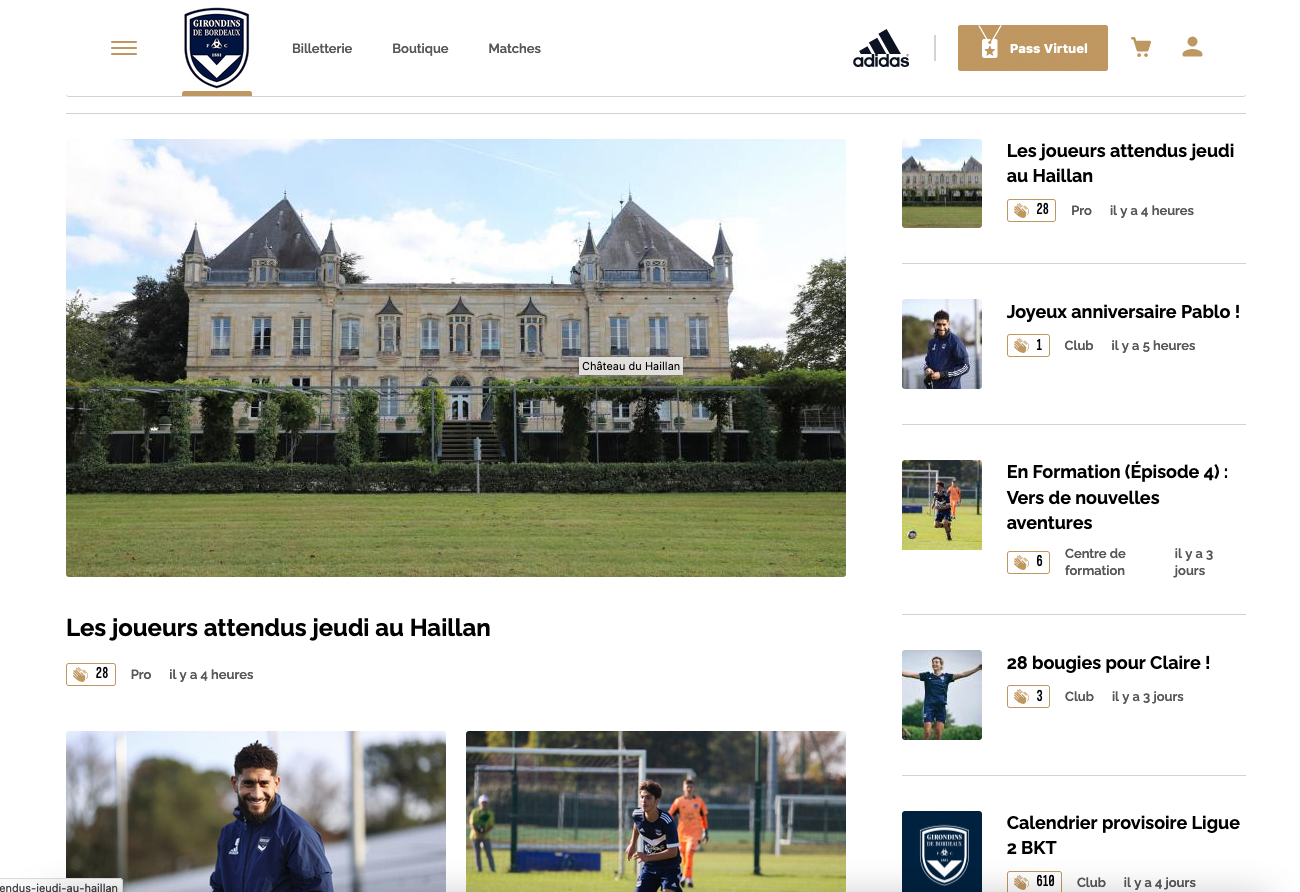 GIRONDINS
DE BORDEAUX
F C
1881
Billetterie
Boutique
Matches
adidas
Pass Virtuel
Château du Haillan
Les joueurs attendus jeudi au Haillan
28
Pro
il y a 4 heures
Les joueurs attendus jeudi
au Haillan
28
Pro
il y a 4 heures
Joyeux anniversaire Pablo !
1
Club
il y a 5 heures
En Formation (Épisode 4) :
Vers de nouvelles
aventures
6
Centre de
formation
il y a 3
jours
28 bougies pour Claire !
3
Club
il y a 3 jours
GIRONDINS
DE BORDEAUX
F C
Calendrier provisoire Ligue
2 BKT
610
Club
il y a 4 jours
endus-jeudi-au-haillan